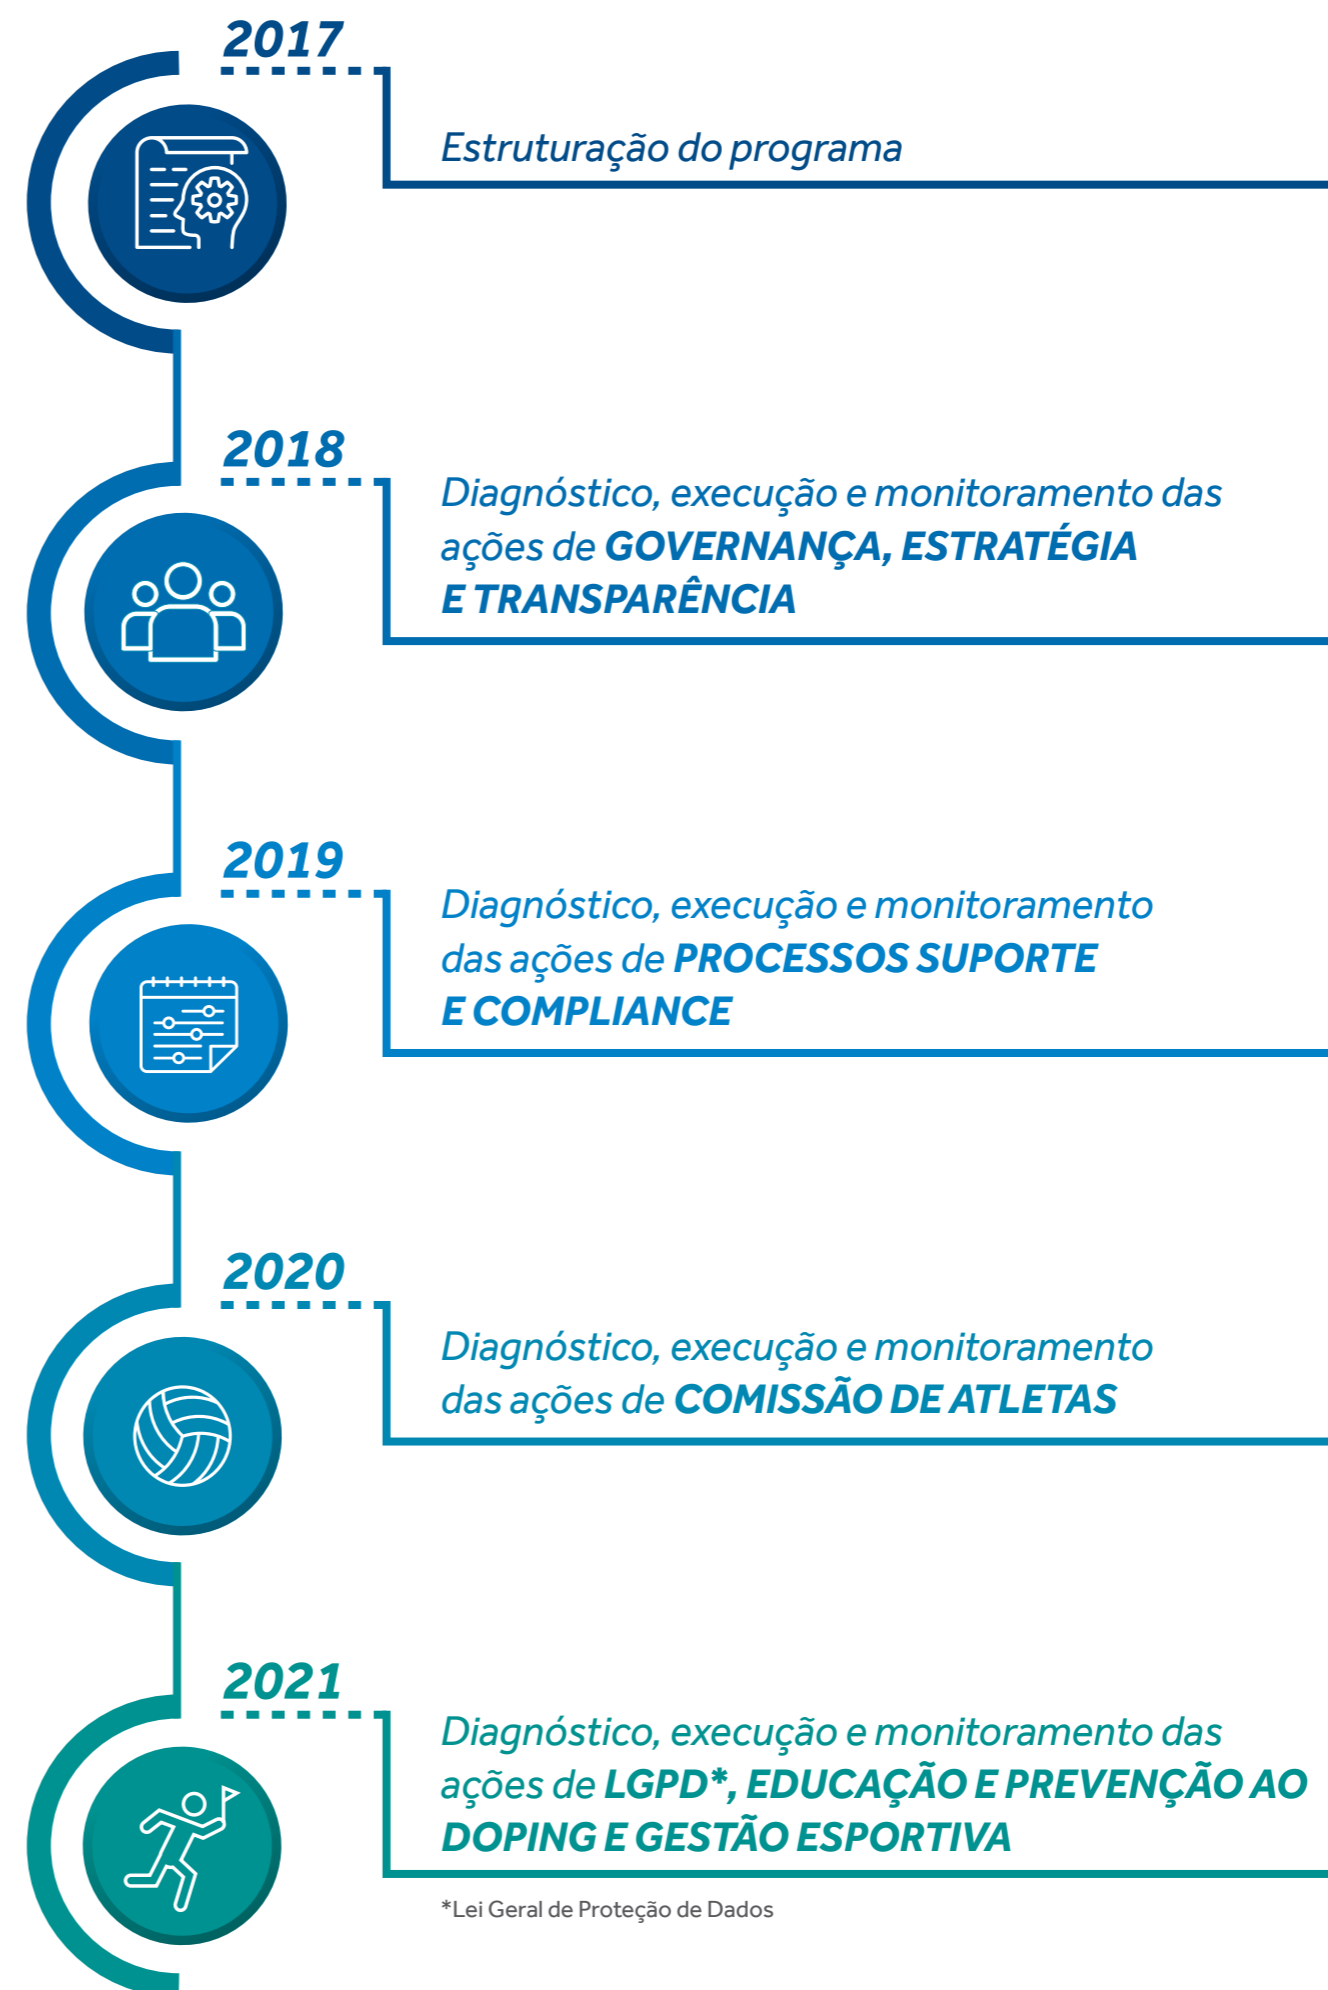 2017
Estruturação do programa
2018
Diagnóstico, execução e monitoramento das
ações de GOVERNANÇA, ESTRATÉGIA
E TRANSPARÊNCIA
2019
Diagnóstico, execução e monitoramento
das ações de PROCESSOS SUPORTE
E COMPLIANCE
2020
Diagnóstico, execução e monitoramento
das ações de COMISSÃO DE ATLETAS
2021
Diagnóstico, execução e monitoramento das
ações de LGPD*, EDUCAÇÃO E PREVENÇÃO AO
DOPING E GESTÃO ESPORTIVA
*Lei Geral de Proteção de Dados